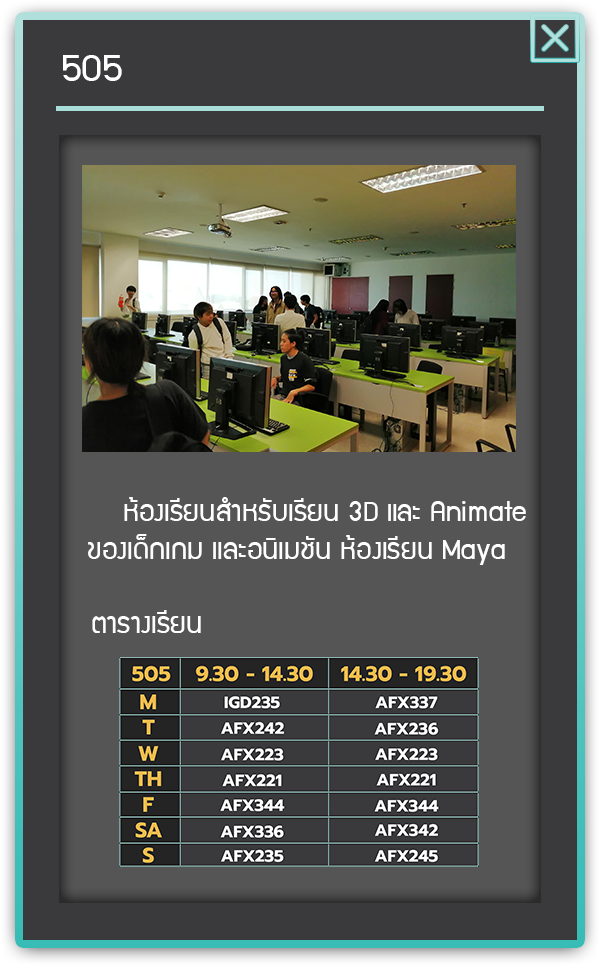 505
ห้องเรียนสำหรับเรียน 3D และ Animate
ของเด็กเกม และอนิเมชัน ห้องเรียน Maya
ตารางเรียน
505 9.30 - 14.30 14.30 - 19.30
M IGD235 AFX337
T AFX242 AFX236
W AFX223 AFX223
TH AFX221 AFX221
F AFX344 AFX344
SA AFX336 AFX342
S AFX235 AFX245